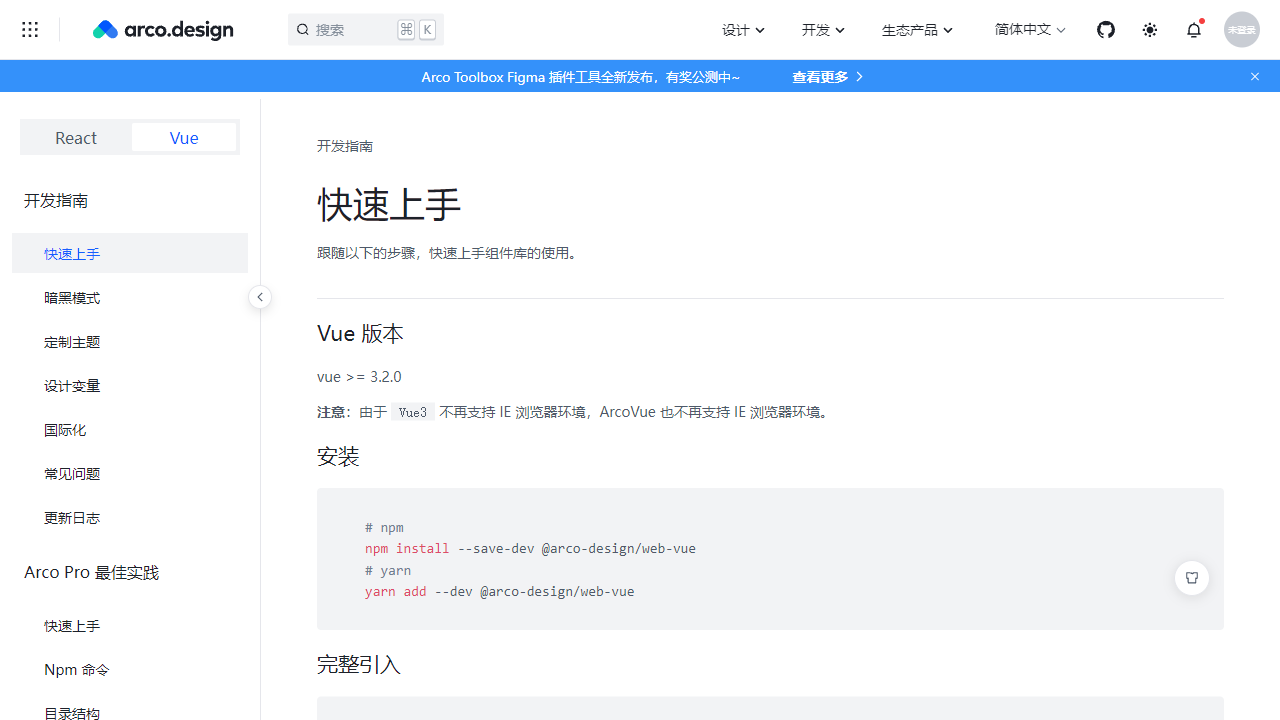 arco.design
搜索
⌘ K
设计
开发
生态产品
简体中文
未登录
Arco Toolbox Figma 插件工具全新发布，有奖公测中~ 查看更多
React
Vue
开发指南
快速上手
暗黑模式
定制主题
设计变量
国际化
常见问题
更新日志
Arco Pro 最佳实践
快速上手
Npm 命令
目录结构
开发指南
快速上手
跟随以下的步骤，快速上手组件库的使用。
Vue 版本
vue >= 3.2.0
注意：由于 Vue3 不再支持 IE 浏览器环境，ArcoVue 也不再支持 IE 浏览器环境。
安装
# npm
npm install --save-dev @arco-design/web-vue
# yarn
yarn add --dev @arco-design/web-vue
完整引入